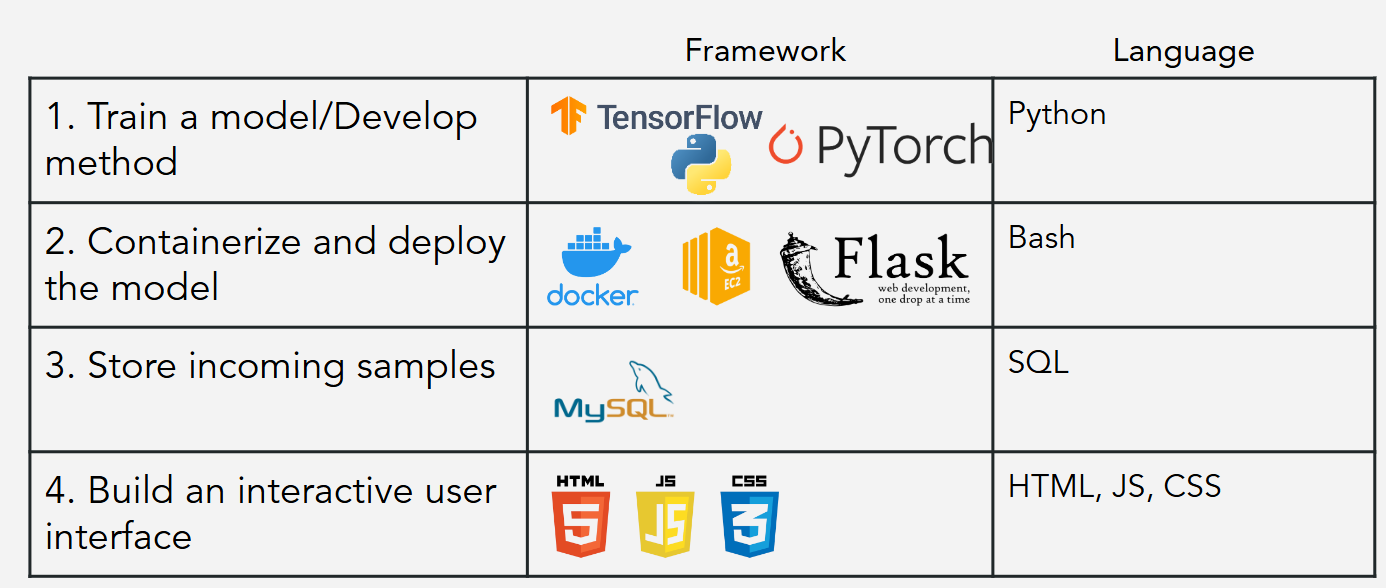 Framework
Language
1. Train a model/Develop
method
TensorFlow
PyTorch
Python
2. Containerize and deploy
the model
docker
a
EC2
Flask
web development,
one drop at a time
Bash
3. Store incoming samples
MySQL
SQL
4. Build an interactive user
interface
HTML
5
JS
JS
CSS
3
HTML, JS, CSS